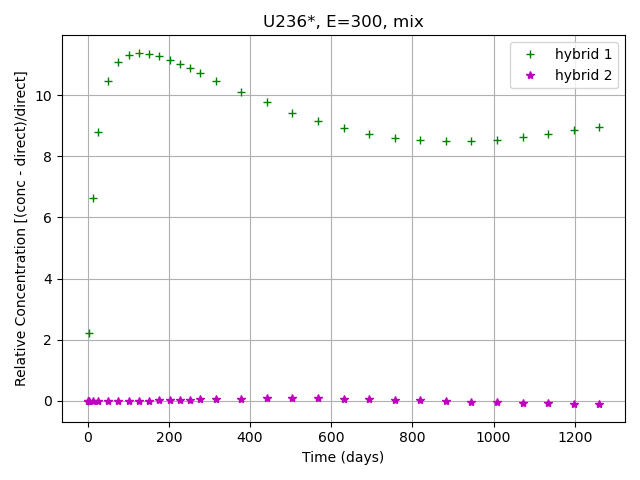 U236*, E=300, mix
hybrid 1
hybrid 2
Relative Concentration [(conc - direct)/direct]
10
8
6
4
2
0
0 200 400 600 800 1000 1200
Time (days)